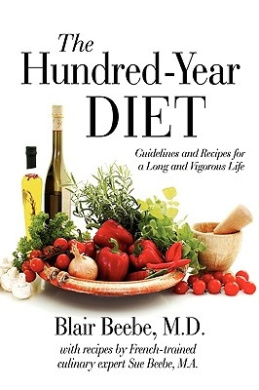 The
Hundred-Year
DIET
Guidelines and Recipes for
a Long and Vigorous Life
Blair Beebe, M.D.
with recipes by French-trained
culinary expert Sue Beebe, M.A.